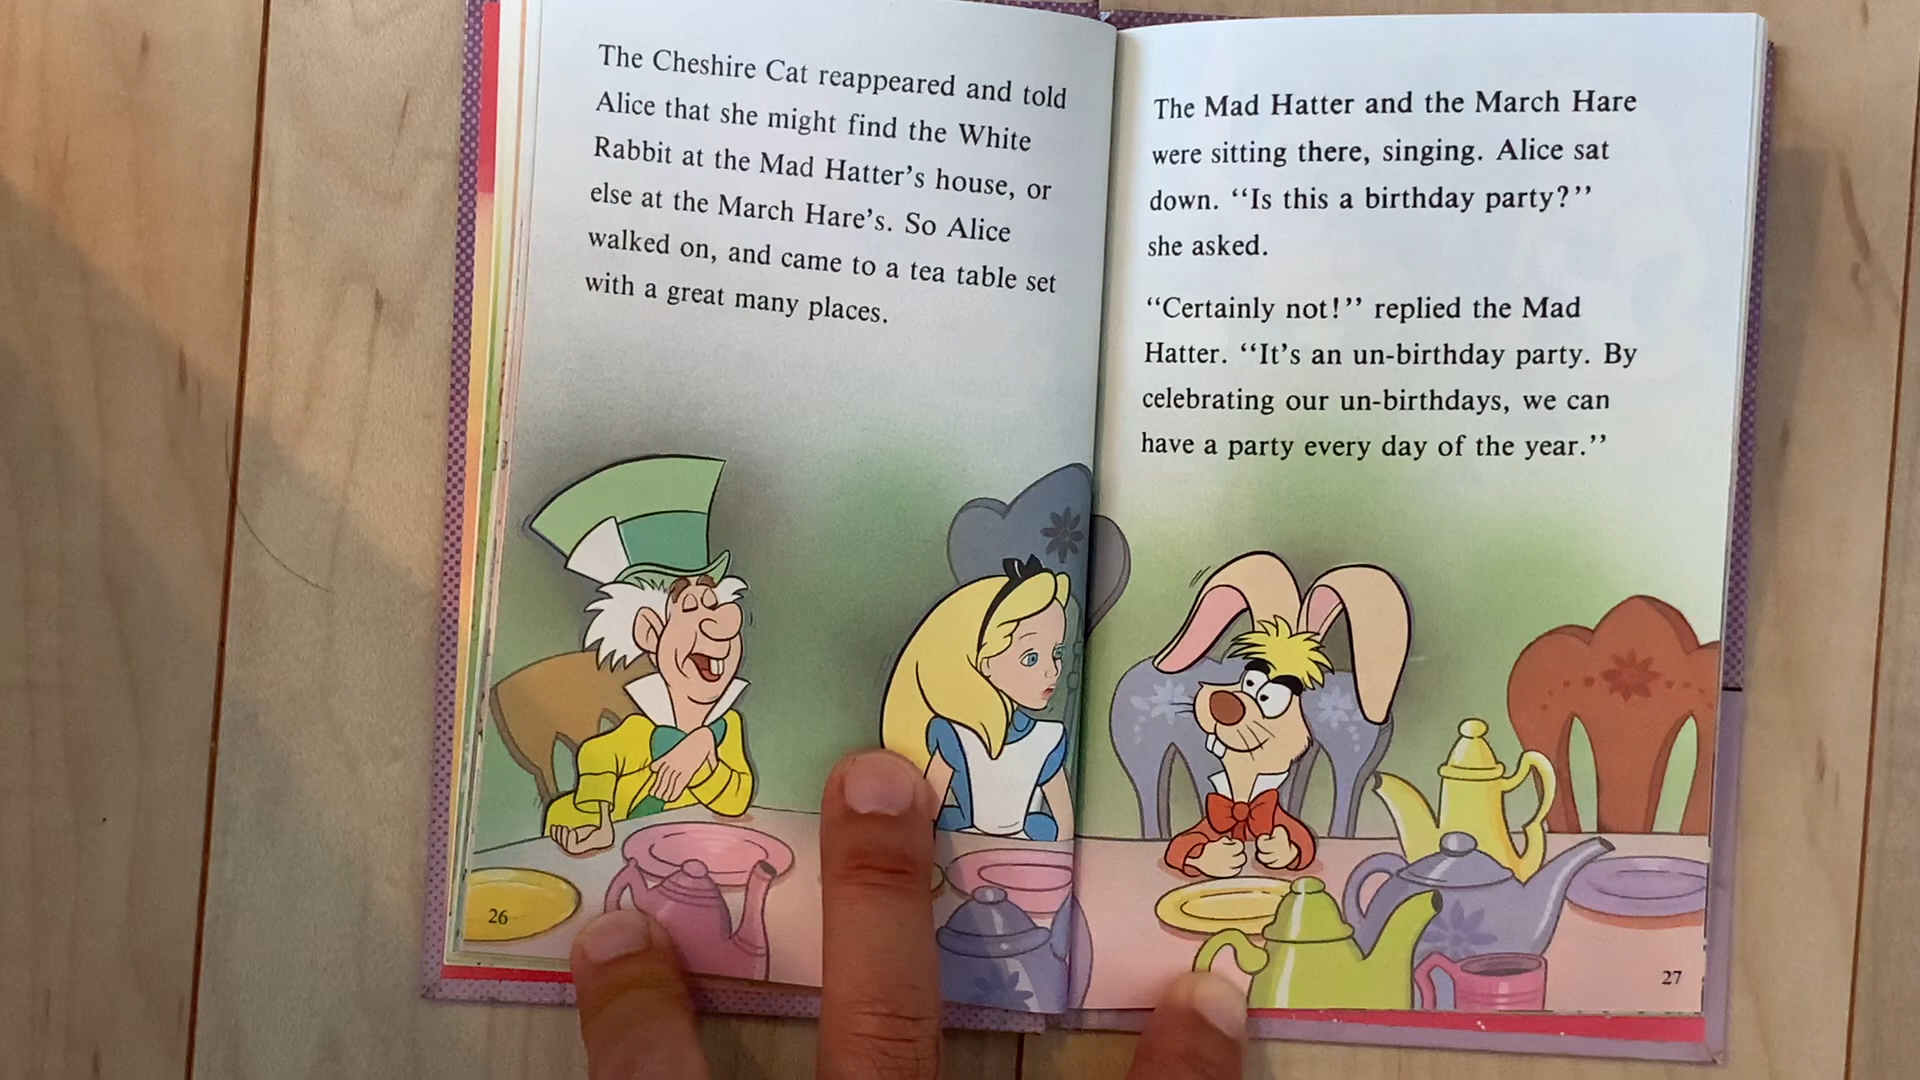 The Cheshire Cat reappeared and told
Alice that she might find the White
Rabbit at the Mad Hatter’s house, or
else at the March Hare’s. So Alice
walked on, and came to a tea table set
with a great many places.
26
The Mad Hatter and the March Hare
were sitting there, singing. Alice sat
down. “Is this a birthday party?”
she asked.
“Certainly not!” replied the Mad
Hatter. “It’s an un-birthday party. By
celebrating our un-birthdays, we can
have a party every day of the year.”
27